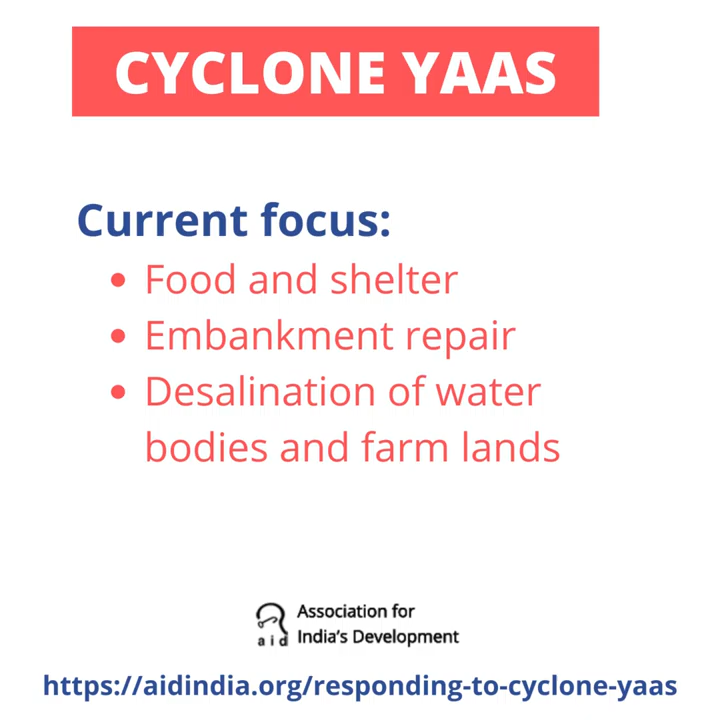 CYCLONE YAAS
Current focus:
• Food and shelter
• Embankment repair
• Desalination of water
bodies and farm lands
Association for
aid India's Development
https://aidindia.org/responding-to-cyclone-yaas